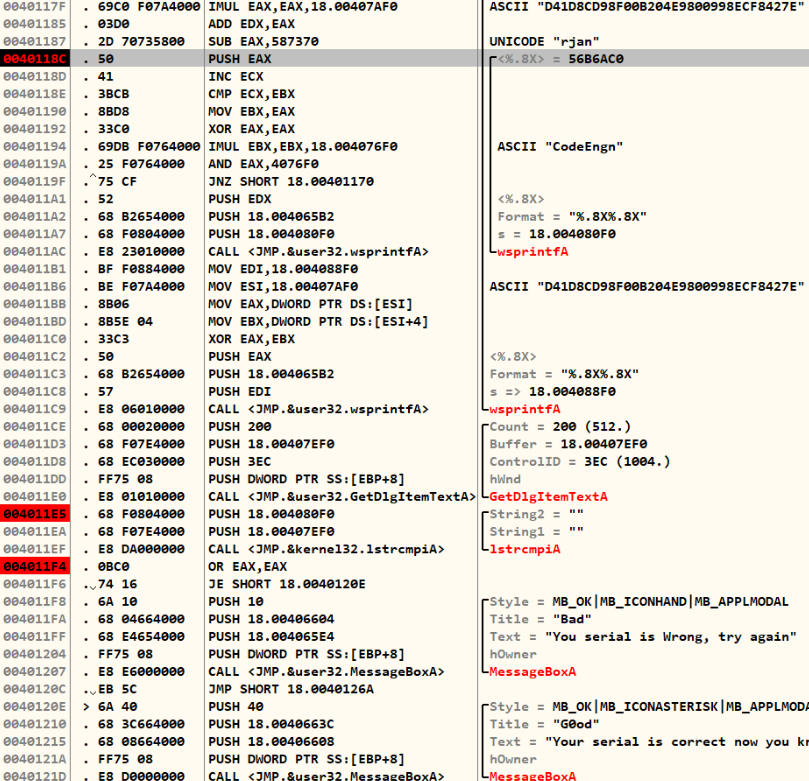 0040117F . 69C0 F07A4000 IMUL EAX,EAX,18.00407AF0 ASCII "D41D8CD98F00B204E9800998ECF8427E"
00401185 . 03D0 ADD EDX,EAX
00401187 . 2D 70735800 SUB EAX,587370 UNICODE "rjan"
0040118C . 50 PUSH EAX <%.8X> = 56B6AC0
0040118D . 41 INC ECX
0040118E . 3BCB CMP ECX,EBX
00401190 . 8BD8 MOV EBX,EAX
00401192 . 33C0 XOR EAX,EAX
00401194 . 69DB F0764000 IMUL EBX,EBX,18.004076F0 ASCII "CodeEngn"
0040119A . 25 F0764000 AND EAX,4076F0
0040119F .^75 CF JNZ SHORT 18.00401170
004011A1 . 52 PUSH EDX <%.8X>
004011A2 . 68 B2654000 PUSH 18.004065B2 Format = "%.8X%.8X"
004011A7 . 68 F0804000 PUSH 18.004080F0 s = 18.004080F0
004011AC . E8 23010000 CALL <JMP.&user32.wsprintfA> wsprintfA
004011B1 . BF F0884000 MOV EDI,18.004088F0
004011B6 . BE F07A4000 MOV ESI,18.00407AF0 ASCII "D41D8CD98F00B204E9800998ECF8427E"
004011BB . 8B06 MOV EAX,DWORD PTR DS:[ESI]
004011BD . 8B5E 04 MOV EBX,DWORD PTR DS:[ESI+4]
004011C0 . 33C3 XOR EAX,EBX
004011C2 . 50 PUSH EAX <%.8X>
004011C3 . 68 B2654000 PUSH 18.004065B2 Format = "%.8X%.8X"
004011C8 . 57 PUSH EDI s => 18.004088F0
004011C9 . E8 06010000 CALL <JMP.&user32.wsprintfA> wsprintfA
004011CE . 68 00020000 PUSH 200 Count = 200 (512.)
004011D3 . 68 F07E4000 PUSH 18.00407EF0 Buffer = 18.00407EF0
004011D8 . 68 EC030000 PUSH 3EC ControlID = 3EC (1004.)
004011DD . FF75 08 PUSH DWORD PTR SS:[EBP+8] hWnd
004011E0 . E8 01010000 CALL <JMP.&user32.GetDlgItemTextA> GetDlgItemTextA
004011E5 . 68 F0804000 PUSH 18.004080F0 String2 = ""
004011EA . 68 F07E4000 PUSH 18.00407EF0 String1 = ""
004011EF . E8 DA000000 CALL <JMP.&kernel32.lstrcmpiA> lstrcmpiA
004011F4 . 0BC0 OR EAX,EAX
004011F6 .⌄74 16 JE SHORT 18.0040120E
004011F8 . 6A 10 PUSH 10 Style = MB_OK|MB_ICONHAND|MB_APPLMODAL
004011FA . 68 04664000 PUSH 18.00406604 Title = "Bad"
004011FF . 68 E4654000 PUSH 18.004065E4 Text = "You serial is Wrong, try again"
00401204 . FF75 08 PUSH DWORD PTR SS:[EBP+8] hOwner
00401207 . E8 E6000000 CALL <JMP.&user32.MessageBoxA> MessageBoxA
0040120C .⌄EB 5C JMP SHORT 18.0040126A
0040120E > 6A 40 PUSH 40 Style = MB_OK|MB_ICONASTERISK|MB_APPLMODA
00401210 . 68 3C664000 PUSH 18.0040663C Title = "G0od"
00401215 . 68 08664000 PUSH 18.00406608 Text = "Your serial is correct now you kn
0040121A . FF75 08 PUSH DWORD PTR SS:[EBP+8] hOwner
0040121D . E8 D0000000 CALL <JMP.&user32.MessageBoxA> MessageBoxA